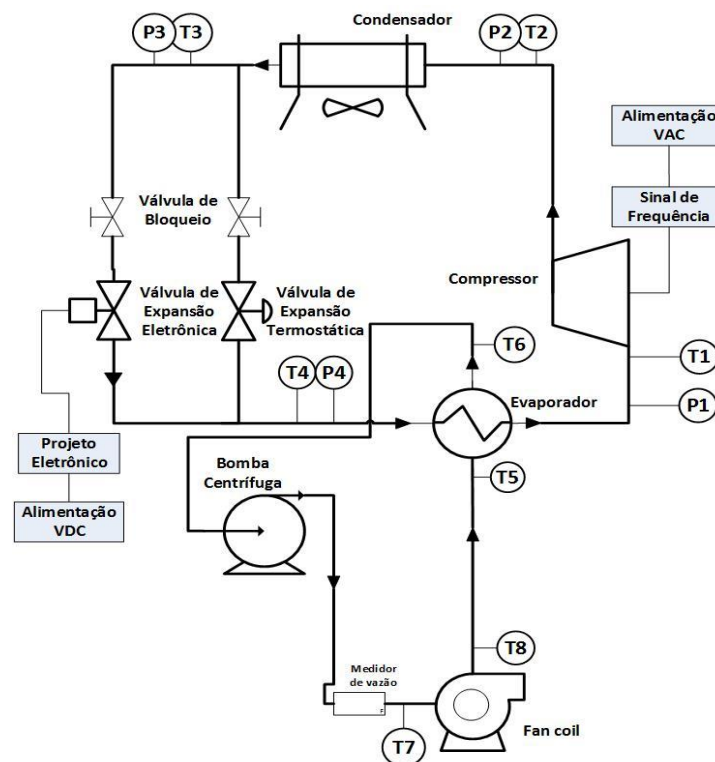 Condensador
P3
T3
P2
T2
Alimentação
VAC
Sinal de
Frequência
Válvula de
Bloqueio
Compressor
Válvula de
Expansão
Eletrônica
Válvula de
Expansão
Termostática
T6
T1
T4
P4
Evaporador
P1
Projeto
Eletrônico
Bomba
Centrífuga
T5
Alimentação
VDC
T8
Medidor
de vazão
F
Fan coil
T7